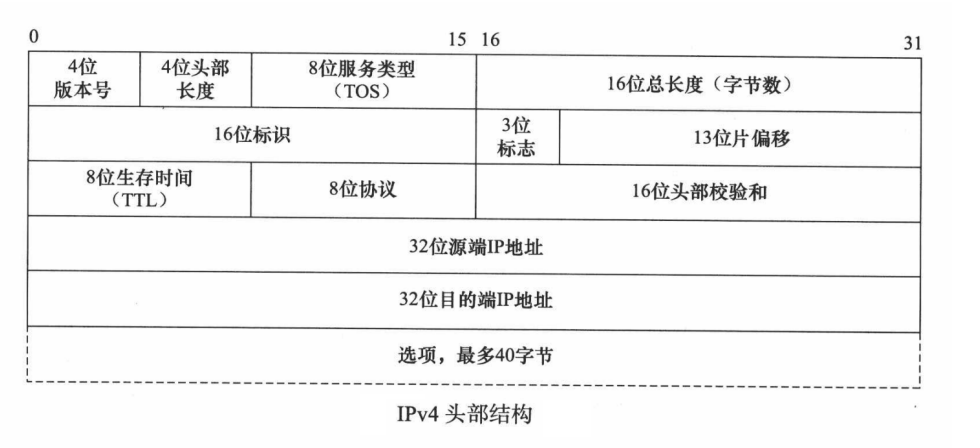 0 15 16 31
4位
版本号
4位头部
长度
8位服务类型
（TOS）
16位总长度（字节数）
16位标识
3位
标志
13位片偏移
8位生存时间
（TTL）
8位协议
16位头部校验和
32位源端IP地址
32位目的端IP地址
选项，最多40字节
IPv4 头部结构